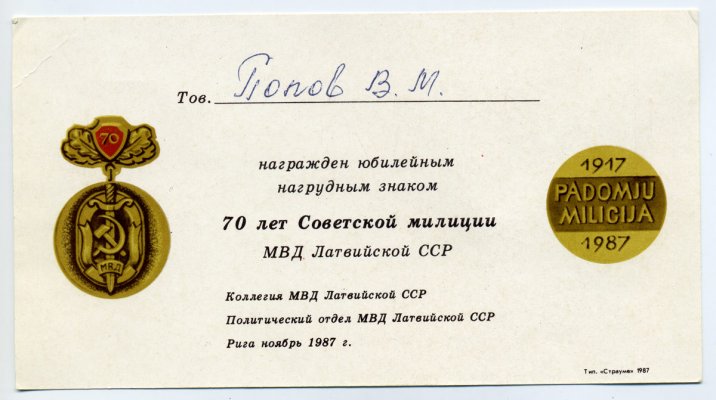 Тов. Попов В. М.
награжден юбилейным
нагрудным знаком
70 лет Советской милиции
МВД Латвийской ССР
Коллегия МВД Латвийской ССР
Политический отдел МВД Латвийской ССР
Рига ноябрь 1987 г.
70
МВД
1917
PADOMJU
MILICIJA
1987
Тип. «Страуме» 1987